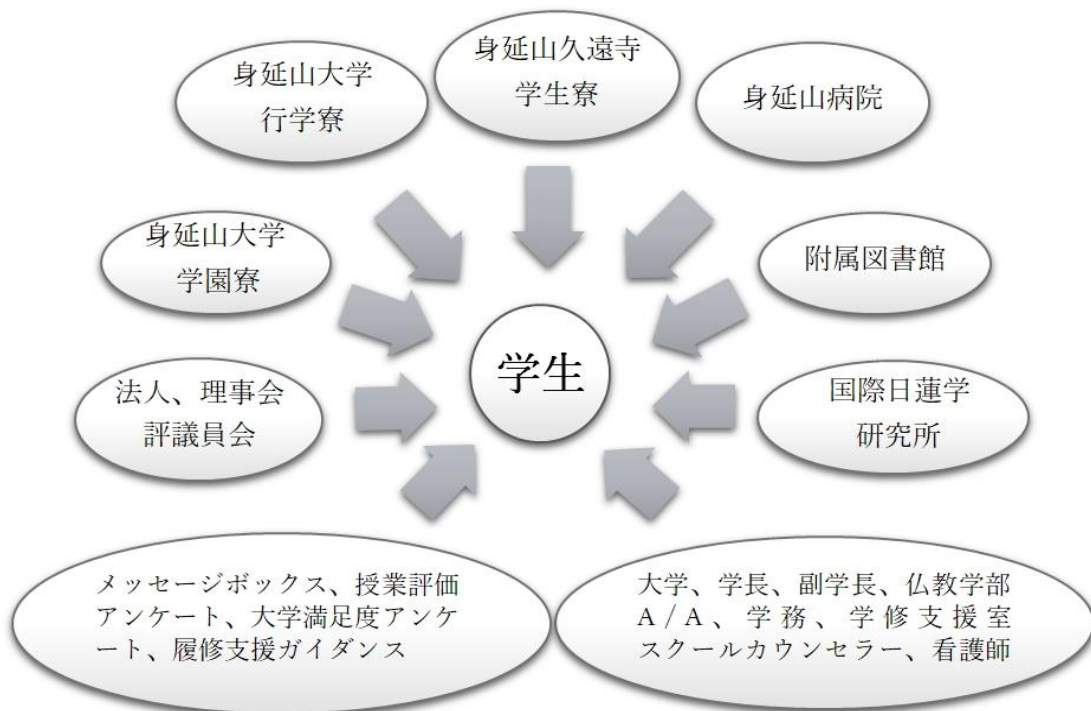 身延山大学
行学寮
身延山久遠寺
学生寮
身延山病院
身延山大学
学園寮
附属図書館
学生
法人、理事会
評議員会
国際日蓮学
研究所
メッセージボックス、授業評価
アンケート、大学満足度アンケ
ート、履修支援ガイダンス
大学、学長、副学長、仏教学部
A/A、学務、学修支援室
スクールカウンセラー、看護師